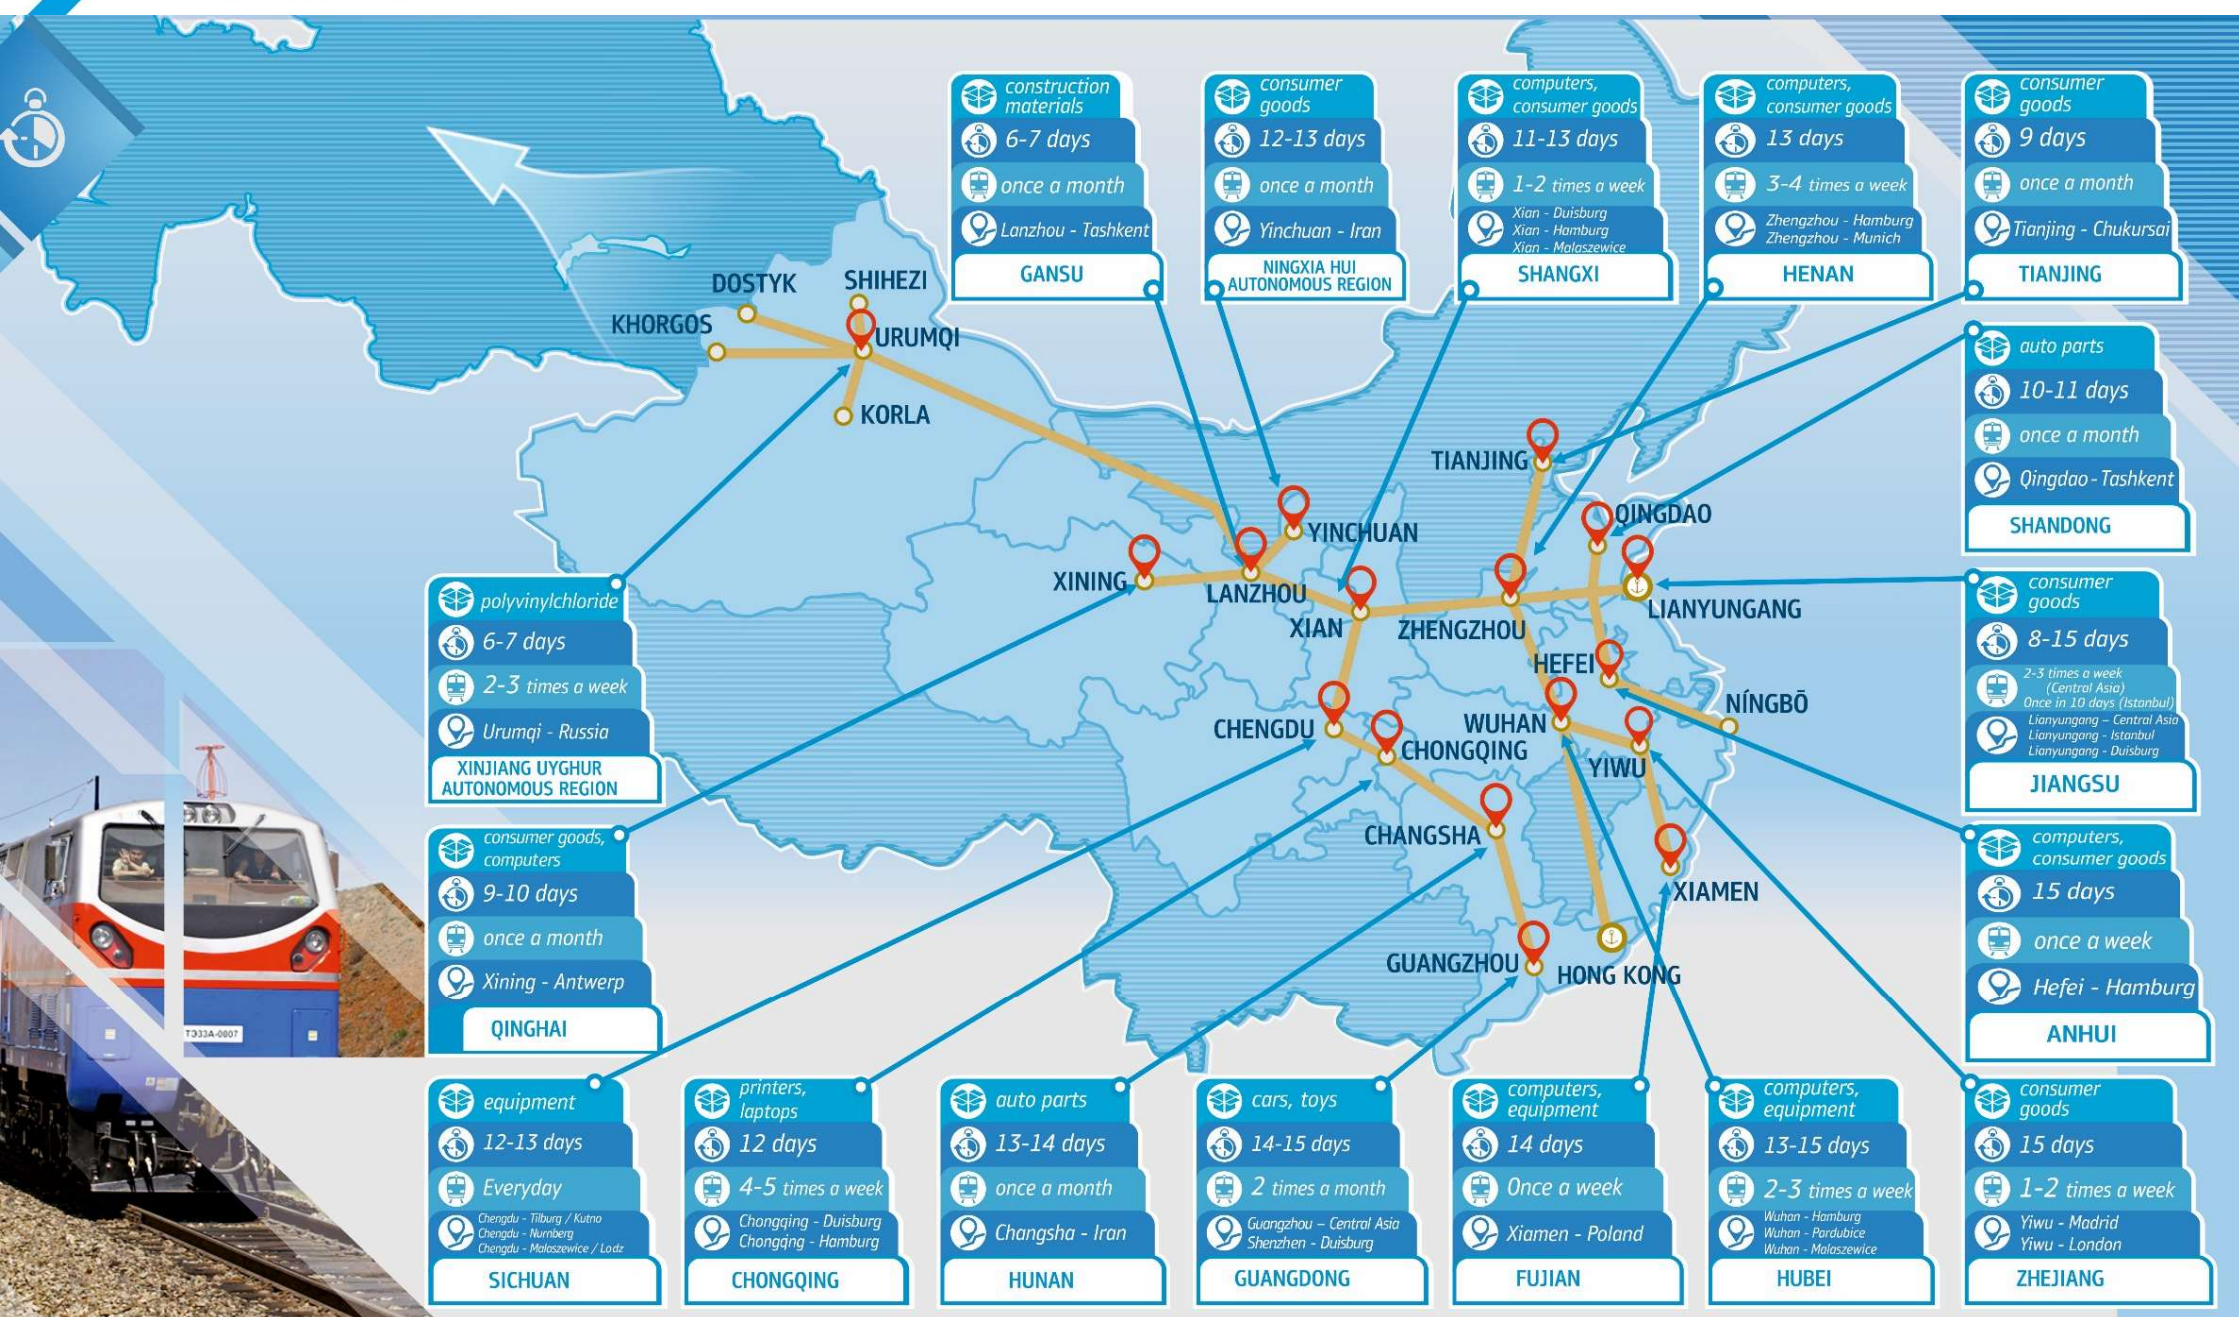 construction
materials
6-7 days
once a month
Lanzhou - Tashkent
GANSU
consumer
goods
12-13 days
once a month
Yinchuan - Iran
NINGXIA HUI
AUTONOMOUS REGION
computers,
consumer goods
11-13 days
1-2 times a week
Xian - Duisburg
Xian - Hamburg
Xian - Malaszewice
SHANGXI
computers,
consumer goods
13 days
3-4 times a week
Zhengzhou - Hamburg
Zhengzhou - Munich
HENAN
consumer
goods
9 days
once a month
Tianjing - Chukursai
TIANJING
auto parts
10-11 days
once a month
Qingdao - Tashkent
SHANDONG
consumer
goods
8-15 days
2-3 times a week
(Central Asia)
Once in 10 days (Istanbul)
Lianyungang – Central Asia
Lianyungang - Istanbul
Lianyungang - Duisburg
JIANGSU
computers,
consumer goods
15 days
once a week
Hefei - Hamburg
ANHUI
DOSTYK
SHIHEZI
KHORGOS
URUMQI
KORLA
TIANJING
QINGDAO
YINCHUAN
XINING
LANZHOU
LIANYUNGANG
XIAN
ZHENGZHOU
HEFEI
NÍNGBŌ
CHENGDU
WUHAN
CHONGQING
YIWU
CHANGSHA
XIAMEN
GUANGZHOU
HONG KONG
polyvinylchloride
6-7 days
2-3 times a week
Urumqi - Russia
XINJIANG UYGHUR
AUTONOMOUS REGION
consumer goods,
computers
9-10 days
once a month
Xining - Antwerp
QINGHAI
ТЭ33А-0007
equipment
12-13 days
Everyday
Chengdu - Tilburg / Kutno
Chengdu - Nurnberg
Chengdu - Malaszewice / Lodz
SICHUAN
printers,
laptops
12 days
4-5 times a week
Chongqing - Duisburg
Chongqing - Hamburg
CHONGQING
auto parts
13-14 days
once a month
Changsha - Iran
HUNAN
cars, toys
14-15 days
2 times a month
Guangzhou – Central Asia
Shenzhen - Duisburg
GUANGDONG
computers,
equipment
14 days
Once a week
Xiamen - Poland
FUJIAN
computers,
equipment
13-15 days
2-3 times a week
Wuhan - Hamburg
Wuhan - Pardubice
Wuhan - Malaszewice
HUBEI
consumer
goods
15 days
1-2 times a week
Yiwu - Madrid
Yiwu - London
ZHEJIANG